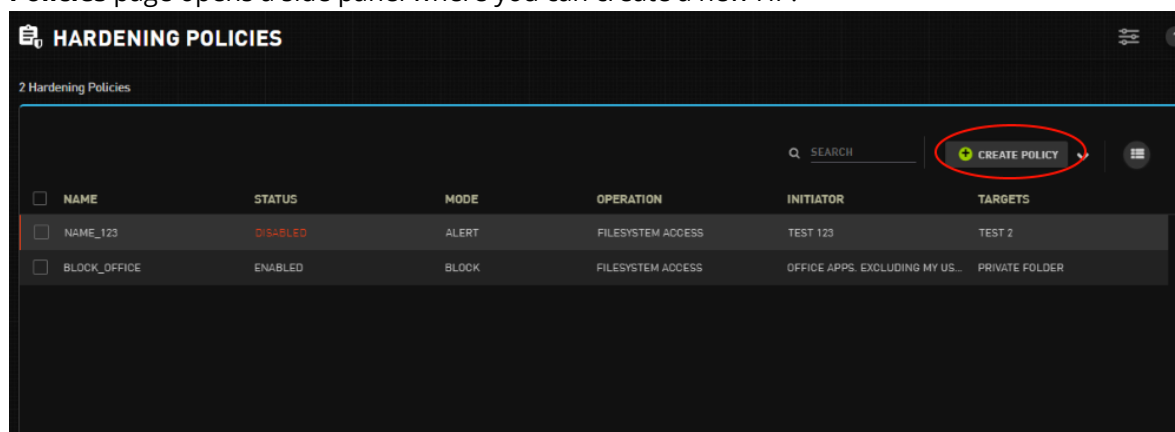 HARDENING POLICIES
2 Hardening Policies
SEARCH
CREATE POLICY
NAME STATUS MODE OPERATION INITIATOR TARGETS
NAME_123 DISABLED ALERT FILESYSTEM ACCESS TEST 123 TEST 2
BLOCK_OFFICE ENABLED BLOCK FILESYSTEM ACCESS OFFICE APPS. EXCLUDING MY US... PRIVATE FOLDER